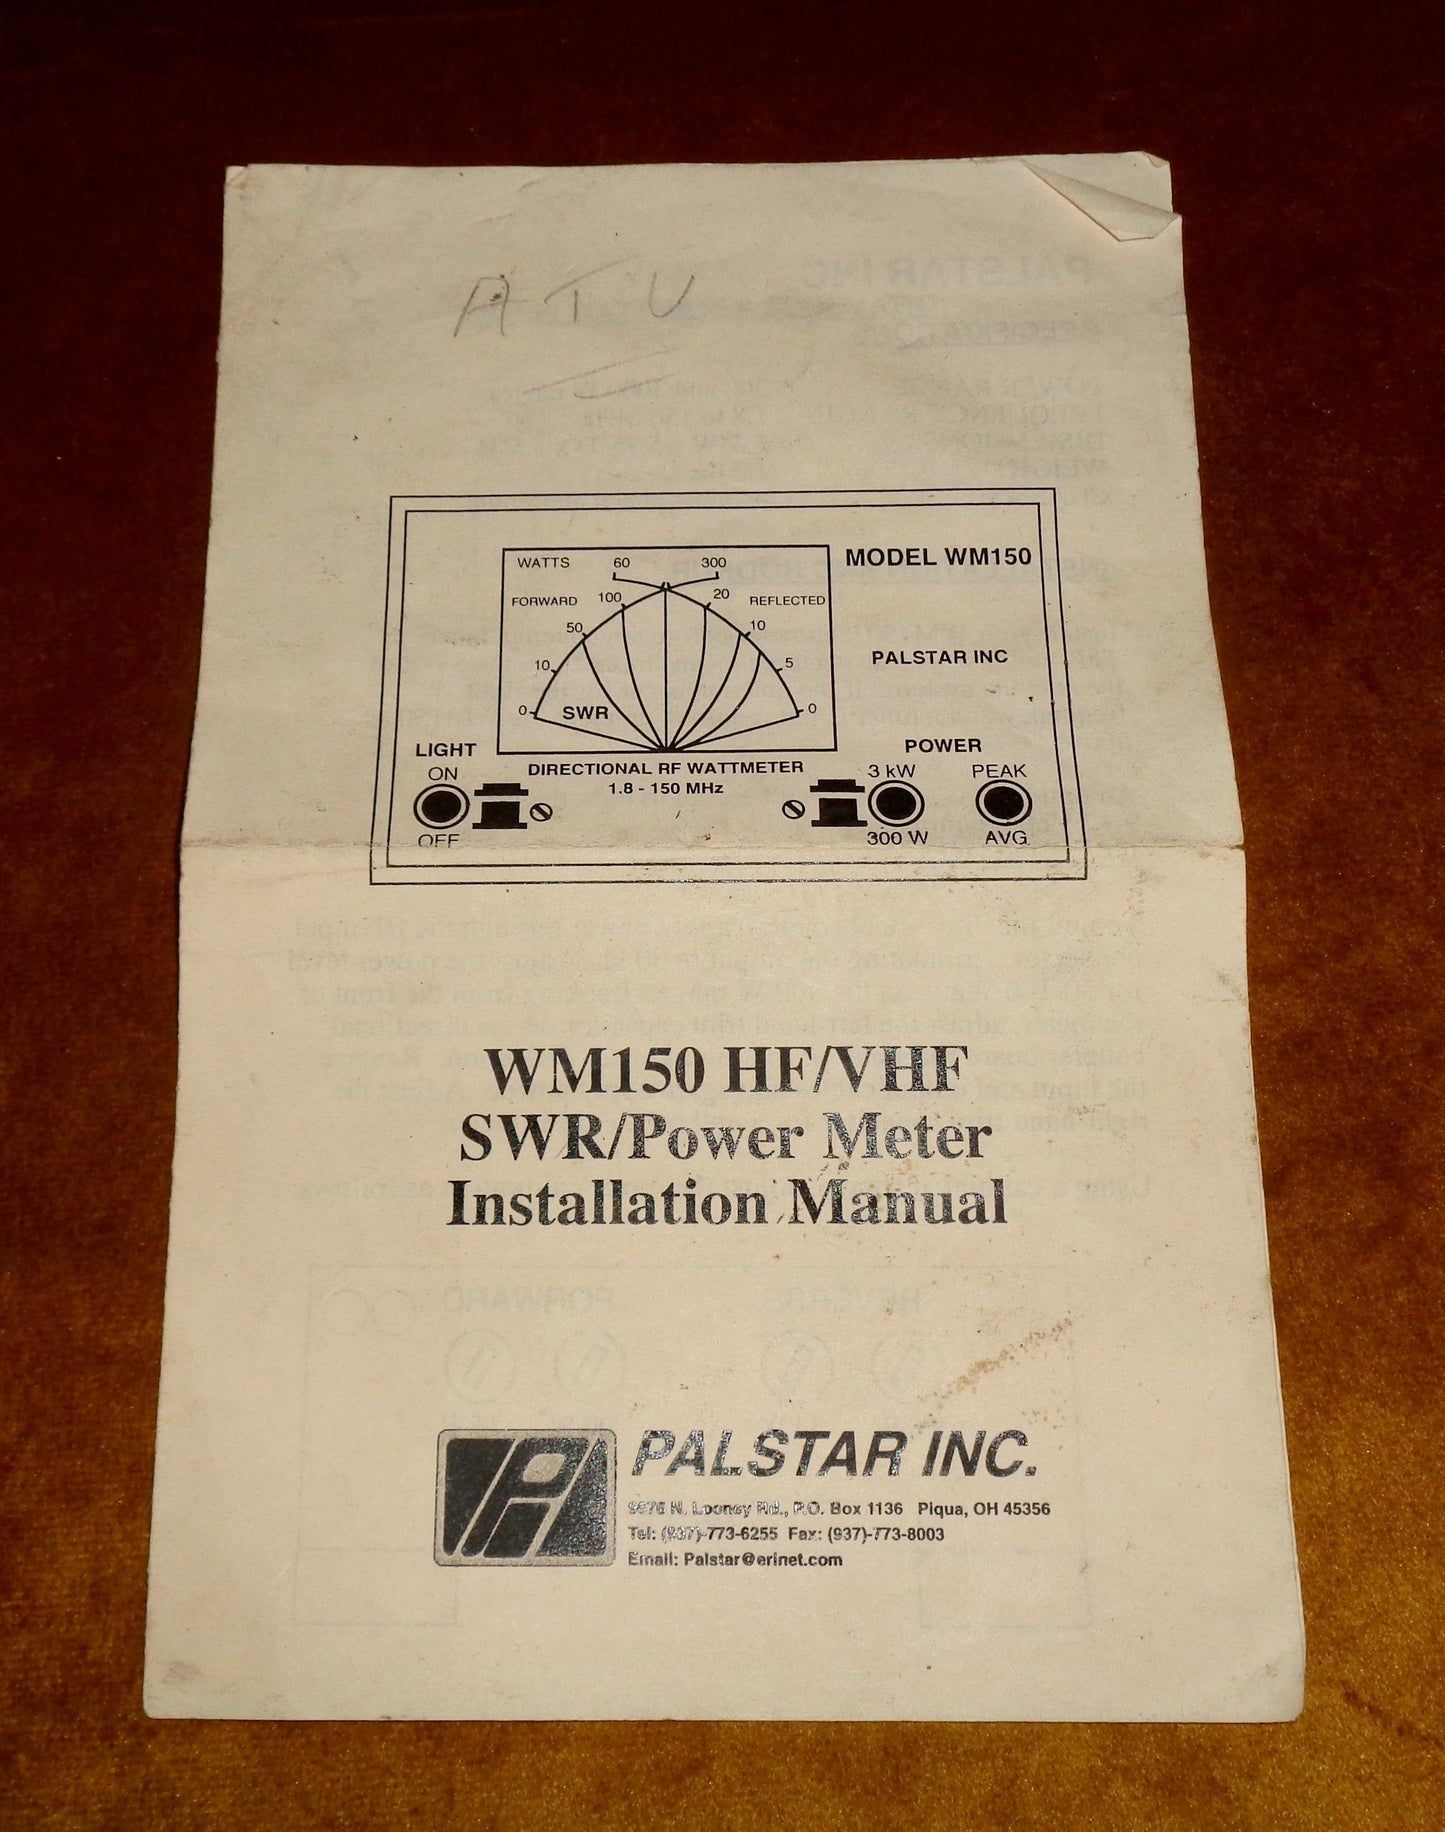 ATU
WATTS 60 300
FORWARD 100 20 REFLECTED
50 10
10 5
0 SWR 0
MODEL WM150
PALSTAR INC
LIGHT
ON
OFF
DIRECTIONAL RF WATTMETER
1.8 - 150 MHz
POWER
3 kW PEAK
300 W AVG
WM150 HF/VHF
SWR/Power Meter
Installation Manual
PALSTAR INC.
N. Looney Rd., P.O. Box 1136 Piqua, OH 45356
Tel: (937)-773-6255 Fax: (937)-773-8003
Email: Palstar@erinet.com